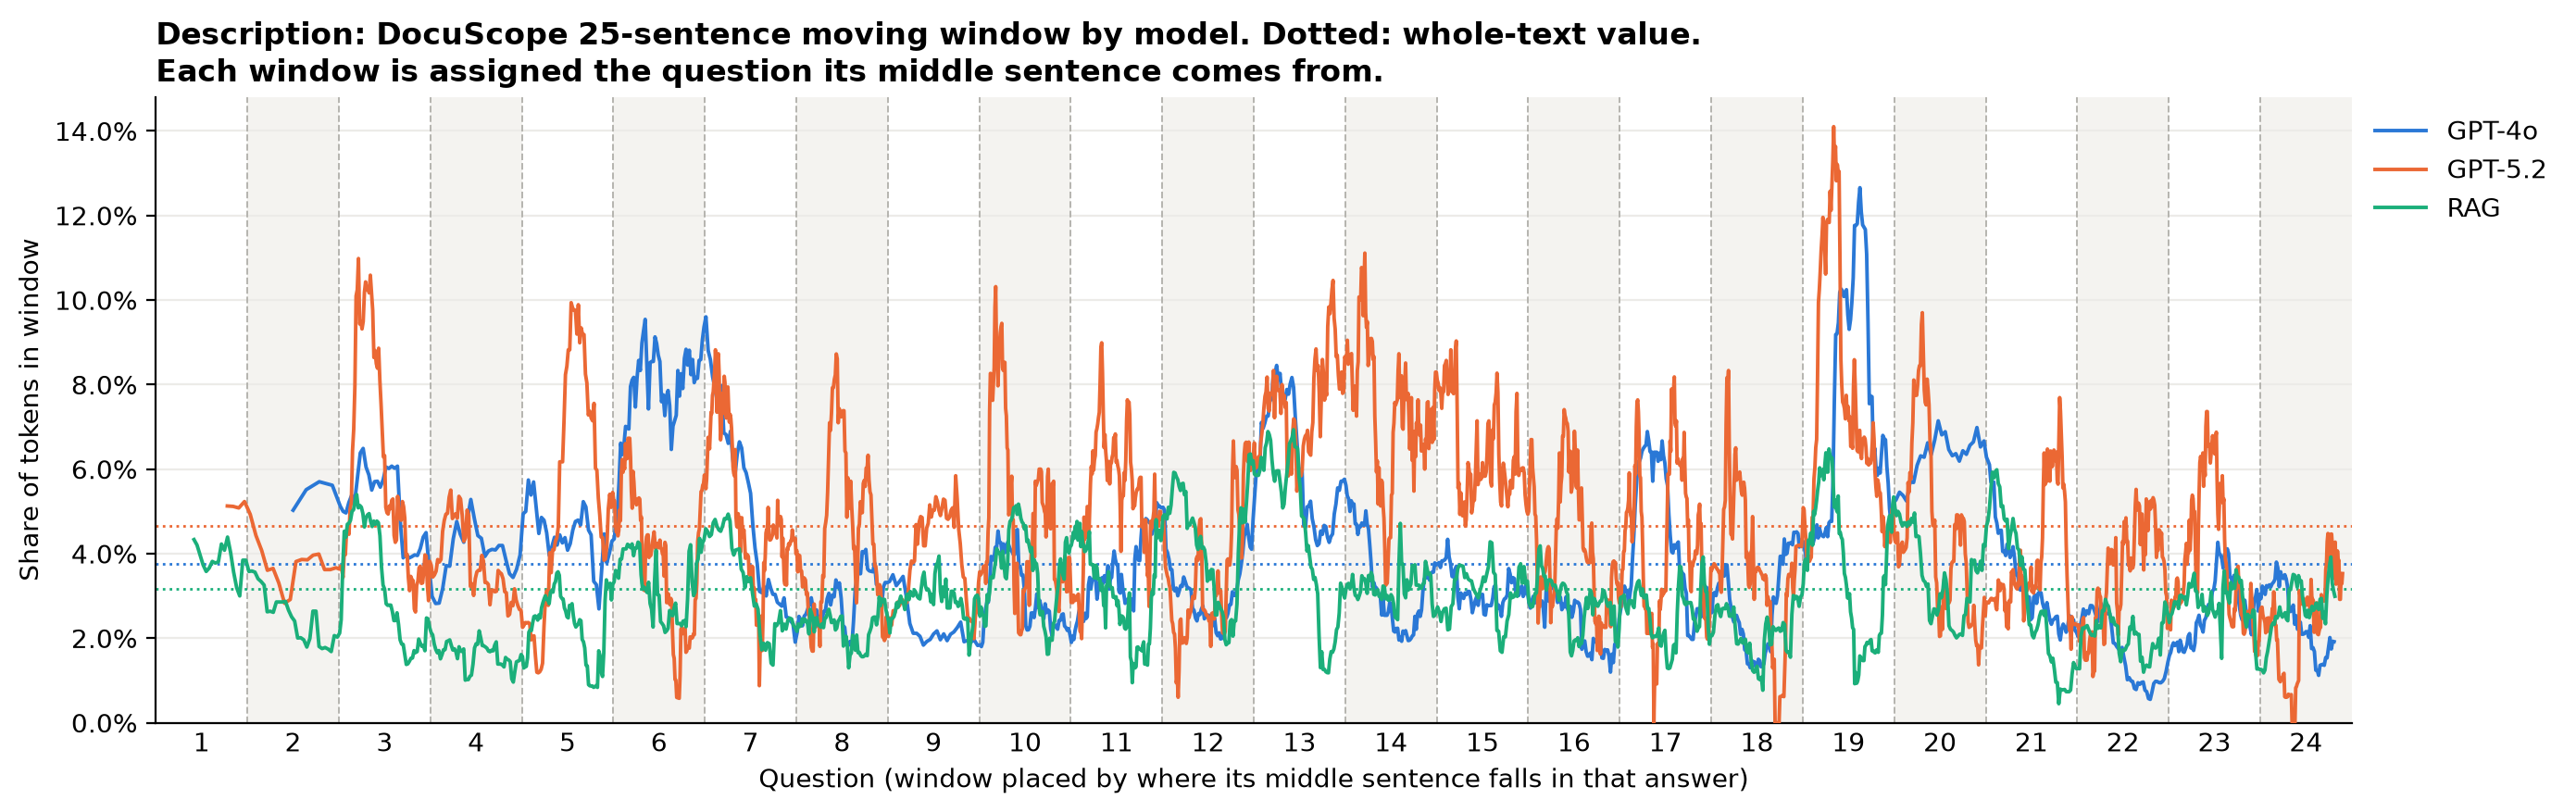 Description: DocuScope 25-sentence moving window by model. Dotted: whole-text value.
Each window is assigned the question its middle sentence comes from.
14.0%
12.0%
10.0%
8.0%
6.0%
4.0%
2.0%
0.0%
Share of tokens in window
1 2 3 4 5 6 7 8 9 10 11 12 13 14 15 16 17 18 19 20 21 22 23 24
Question (window placed by where its middle sentence falls in that answer)
GPT-4o
GPT-5.2
RAG